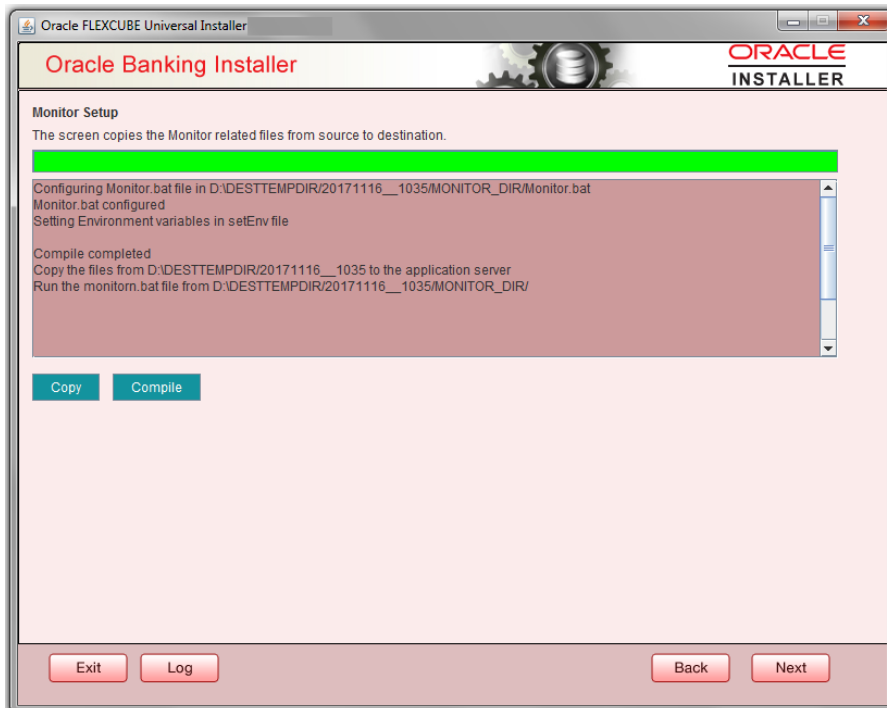 Oracle FLEXCUBE Universal Installer
Oracle Banking Installer
ORACLE
INSTALLER
Monitor Setup
The screen copies the Monitor related files from source to destination.
Configuring Monitor.bat file in D:\DESTTEMPDIR/20171116__1035/MONITOR_DIR/Monitor.bat
Monitor.bat configured
Setting Environment variables in setEnv file
Compile completed
Copy the files from D:\DESTTEMPDIR/20171116__1035 to the application server
Run the monitorn.bat file from D:\DESTTEMPDIR/20171116__1035/MONITOR_DIR/
Copy Compile
Exit Log Back Next